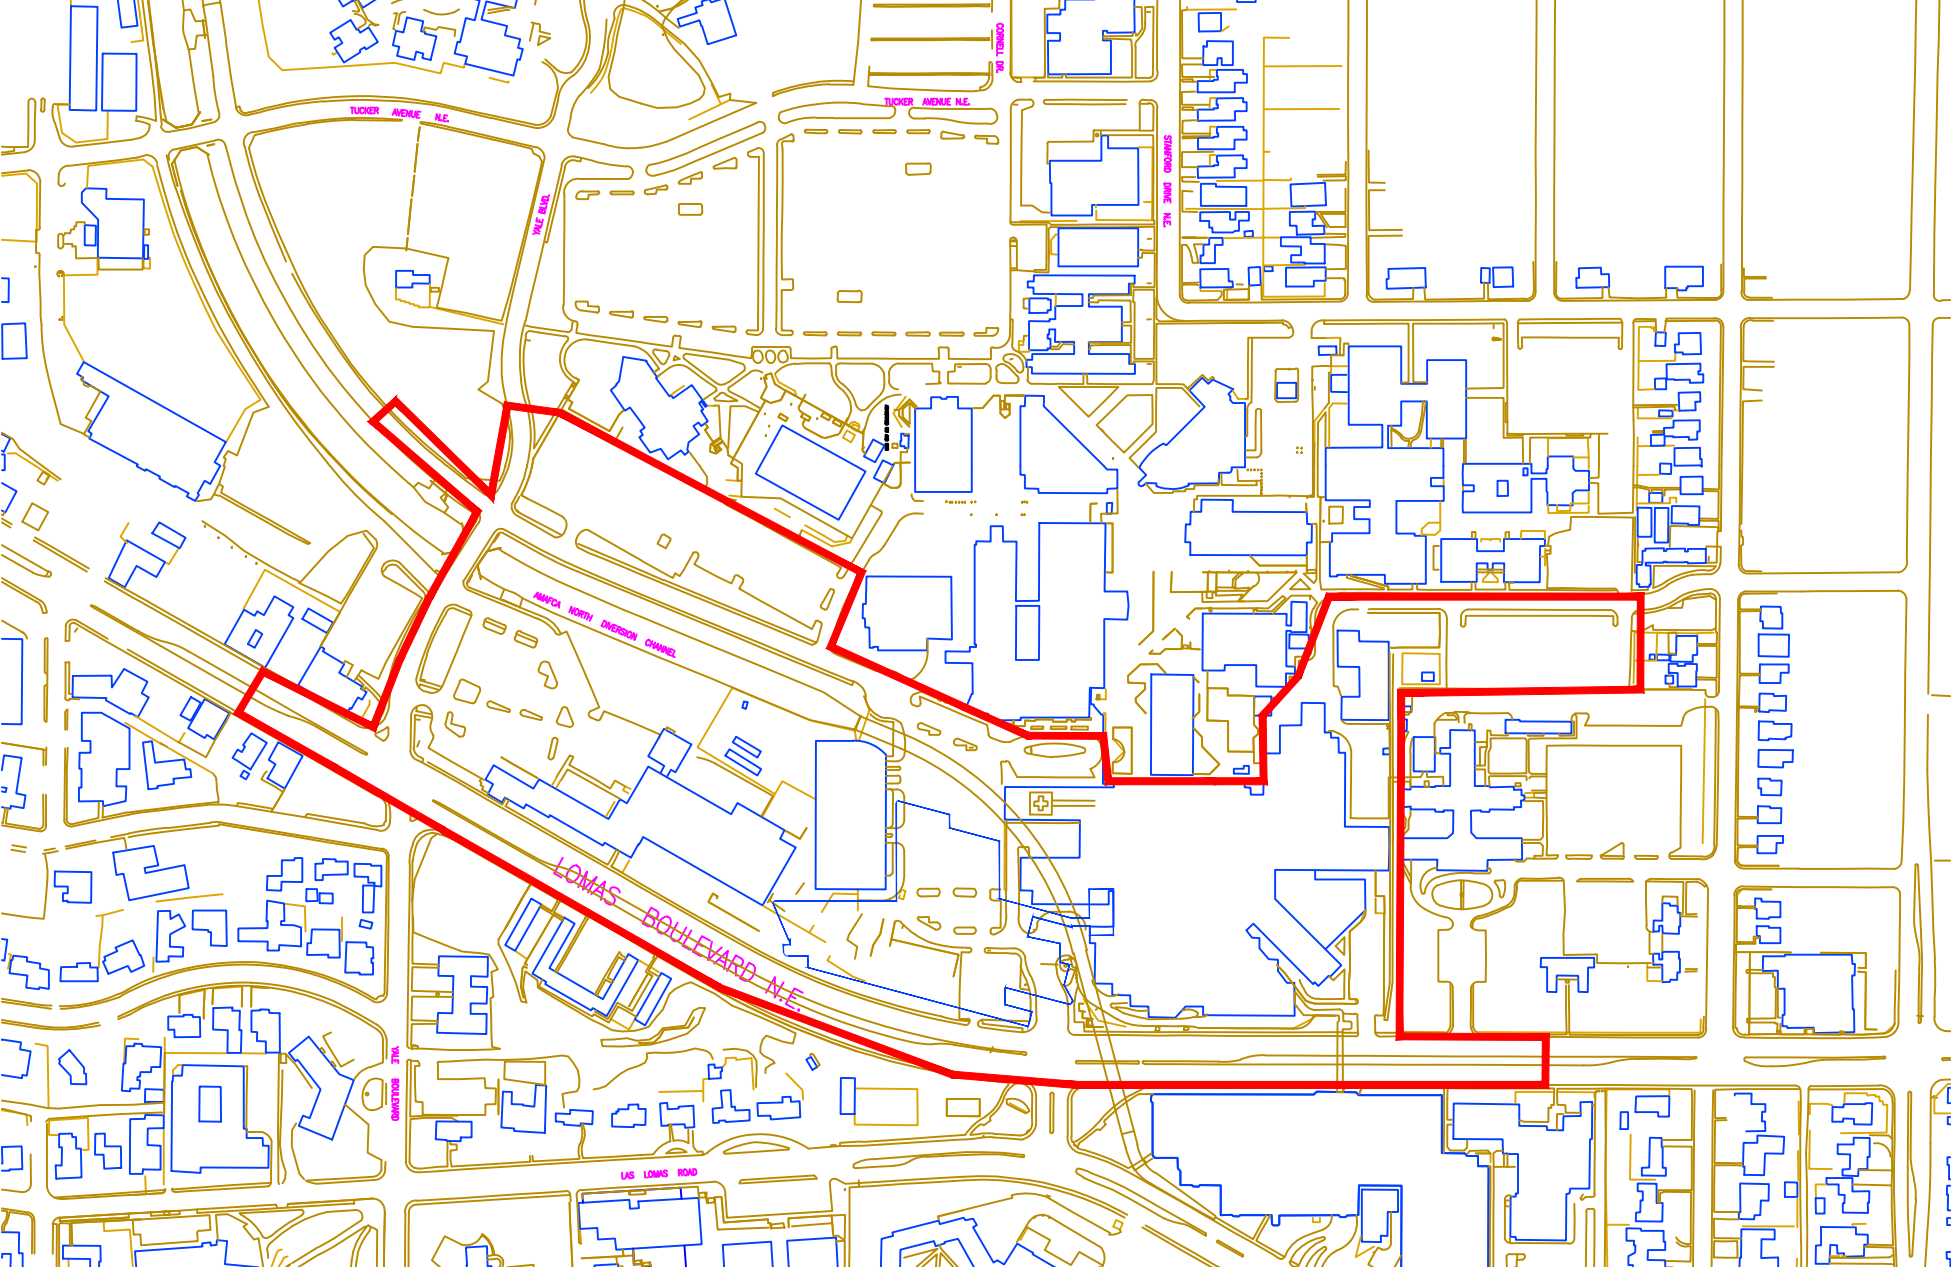 CORNELL DR.
TUCKER AVENUE N.E.
TUCKER AVENUE N.E.
STANFORD DRIVE N.E.
YALE BLVD.
AMAFCA NORTH DIVERSION CHANNEL
LOMAS BOULEVARD N.E.
YALE BOULEVARD
LAS LOMAS ROAD